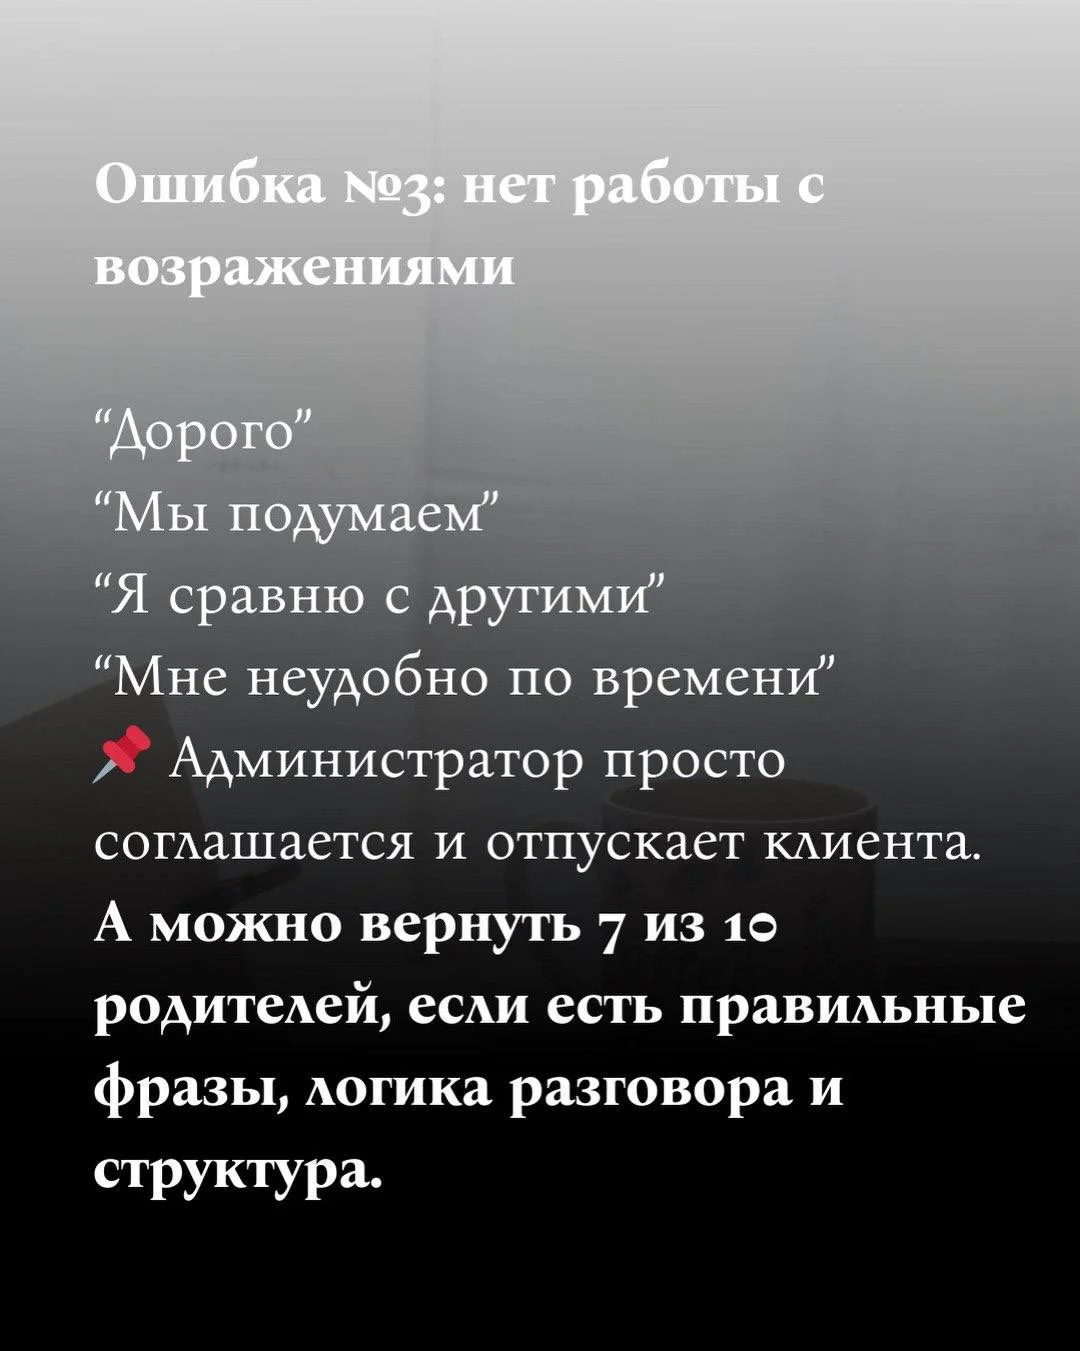 Ошибка №3: нет работы с
возражениями
“Дорого”
“Мы подумаем”
“Я сравню с другими”
“Мне неудобно по времени”
📌 Администратор просто
соглашается и отпускает клиента.
А можно вернуть 7 из 10
родителей, если есть правильные
фразы, логика разговора и
структура.